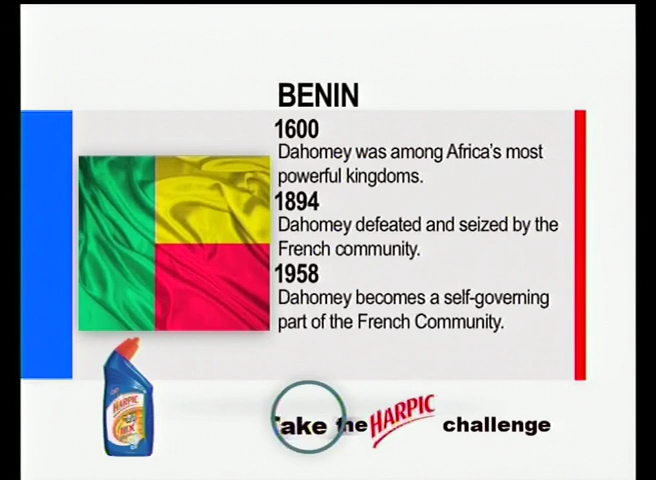 BENIN
1600
Dahomey was among Africa's most
powerful kingdoms.
1894
Dahomey defeated and seized by the
French community.
1958
Dahomey becomes a self-governing
part of the French Community.
HARPIC
Take the HARPIC challenge